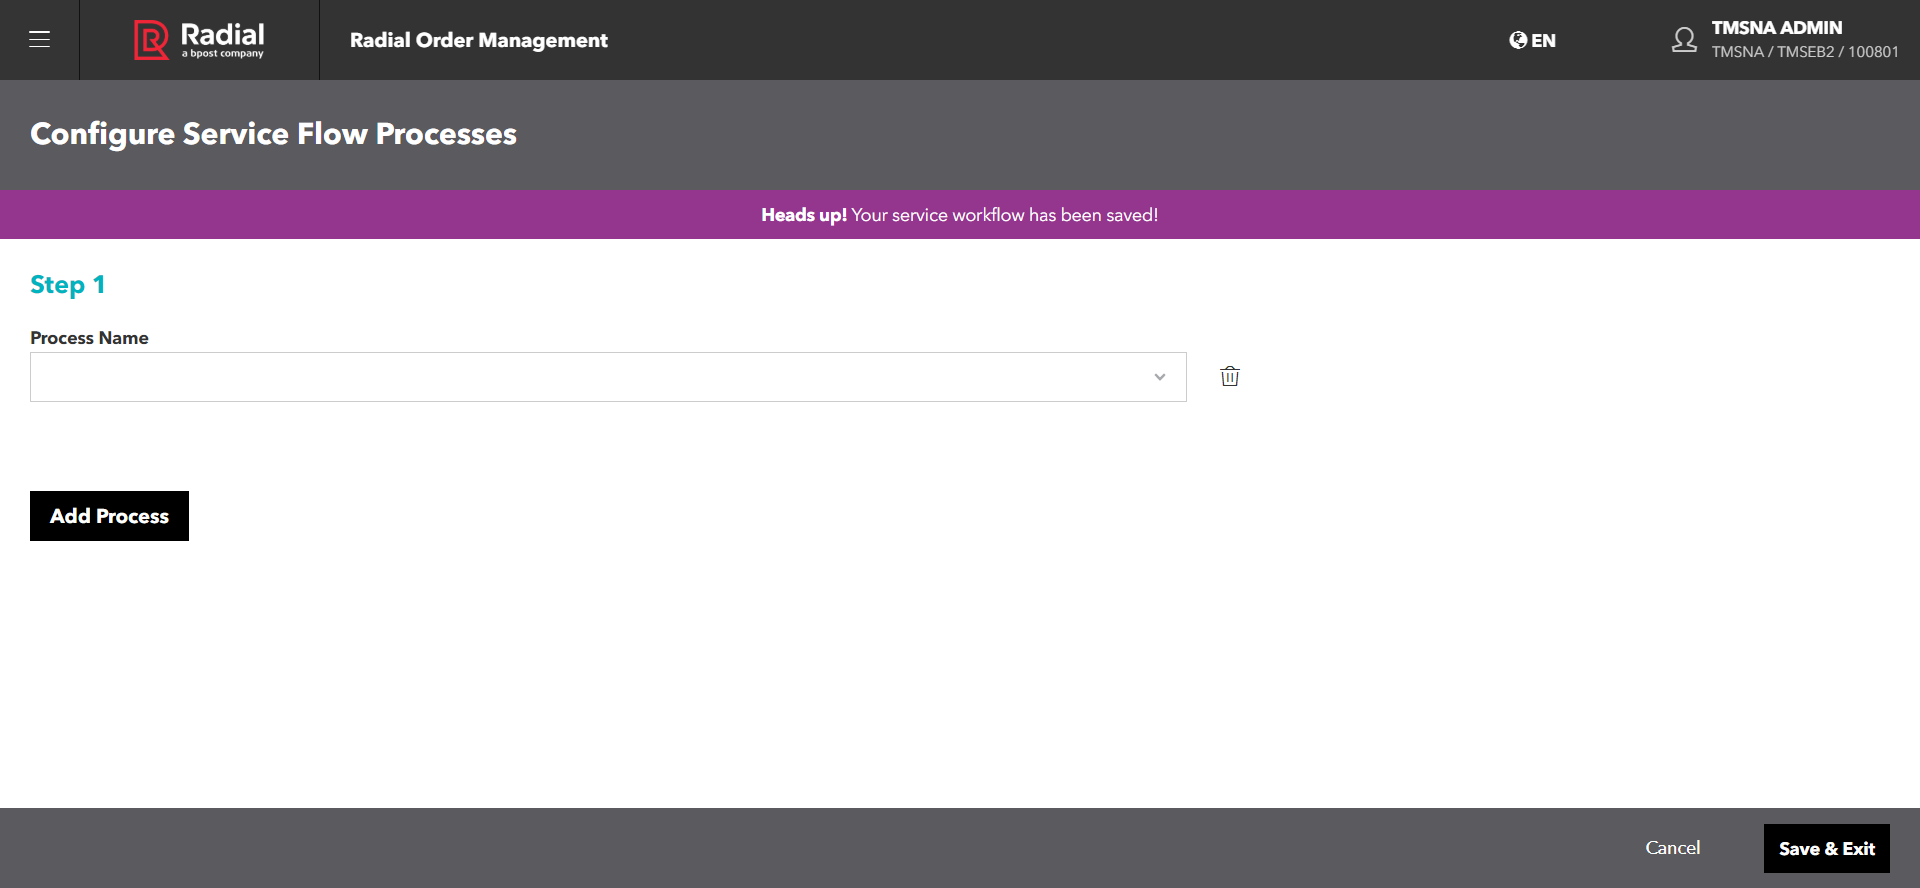 Radial
a bpost company
Radial Order Management
EN
TMSNA ADMIN
TMSNA / TMSEB2 / 100801
Configure Service Flow Processes
Heads up! Your service workflow has been saved!
Step 1
Process Name
Add Process
Cancel
Save & Exit